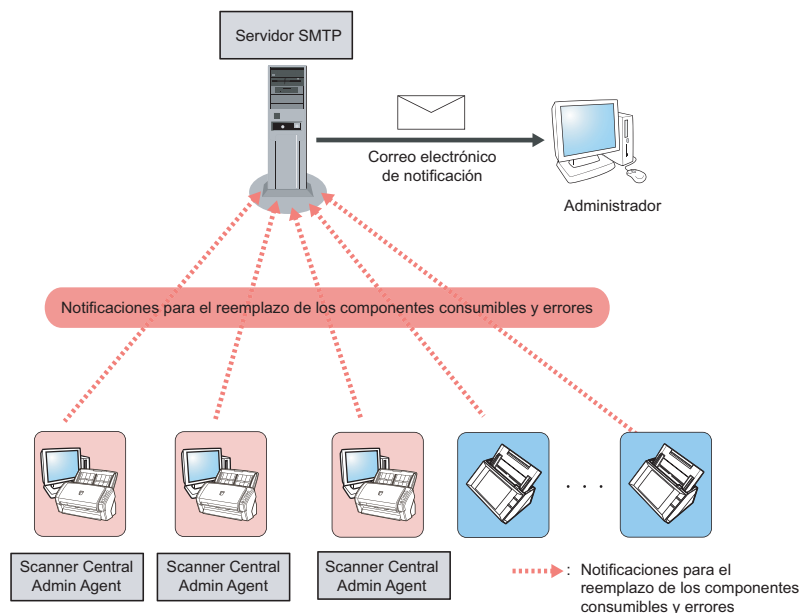 Servidor SMTP
Correo electrónico
de notificación
Administrador
Notificaciones para el reemplazo de los componentes consumibles y errores
. . .
Scanner Central
Admin Agent
Scanner Central
Admin Agent
Scanner Central
Admin Agent
: Notificaciones para el
reemplazo de los componentes
consumibles y errores